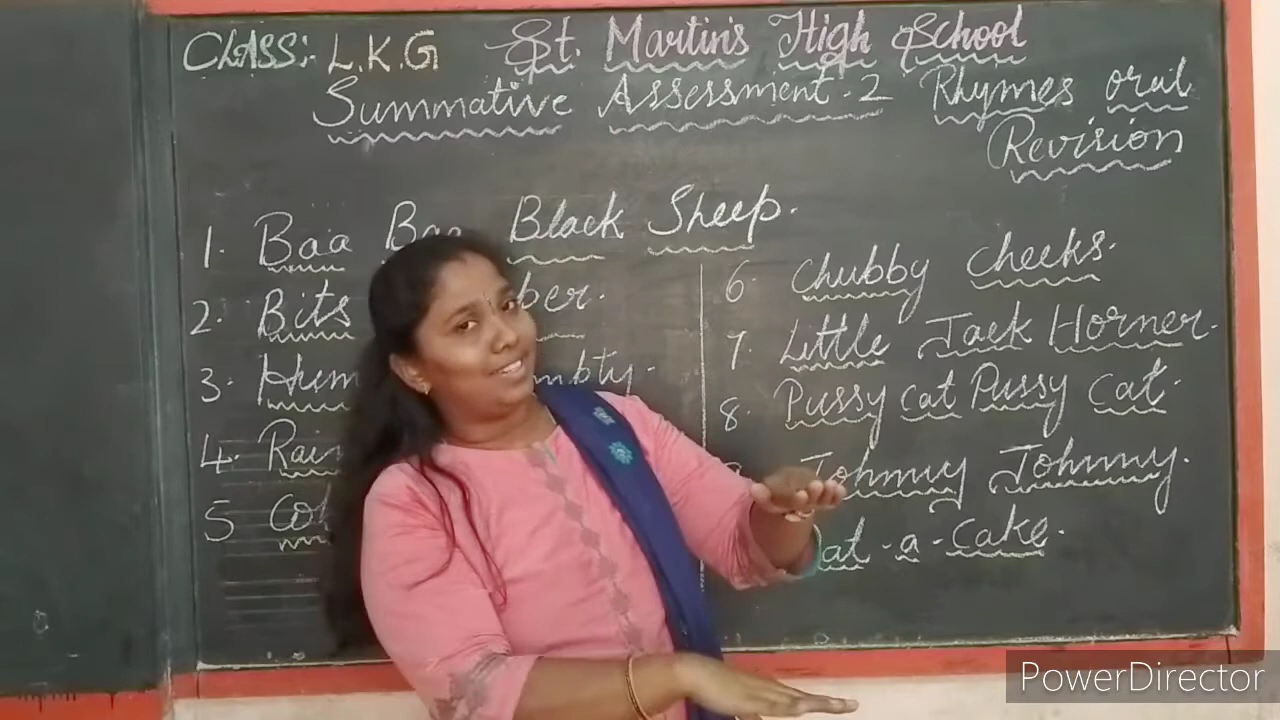 CLASS:- L.K.G St. Martin's High School
Summative Assessment-2 Rhymes oral
Revision
1. Baa Baa Black Sheep.
2. Bits
3.
4.
5
6. Chubby cheeks.
7. Little Jack Horner.
8. Pussy cat Pussy cat.
Johnny Johnny.
-a-cake.
PowerDirector